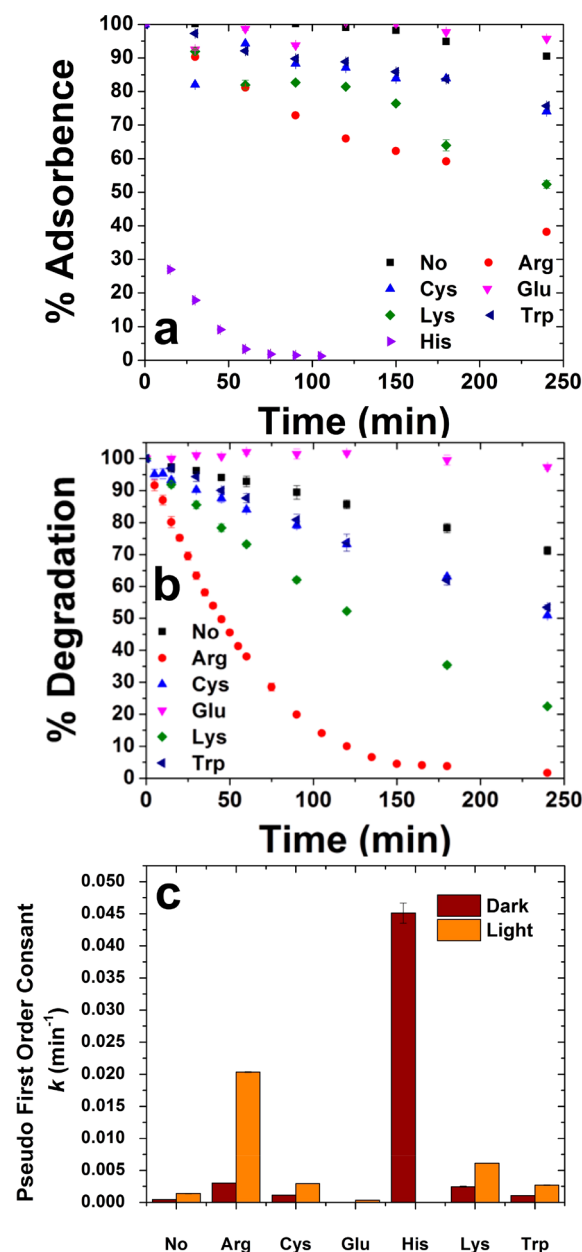 100
90
80
70
60
50
40
30
20
10
0
% Adsorbence
a
No Arg
Cys Glu
Lys Trp
His
0 50 100 150 200 250
Time (min)
100
90
80
70
60
50
40
30
20
10
0
% Degradation
b
No
Arg
Cys
Glu
Lys
Trp
0 50 100 150 200 250
Time (min)
0.050
0.045
0.040
0.035
0.030
0.025
0.020
0.015
0.010
0.005
0.000
Pseudo First Order Consant
k (min⁻¹)
c
Dark
Light
No Arg Cys Glu His Lys Trp